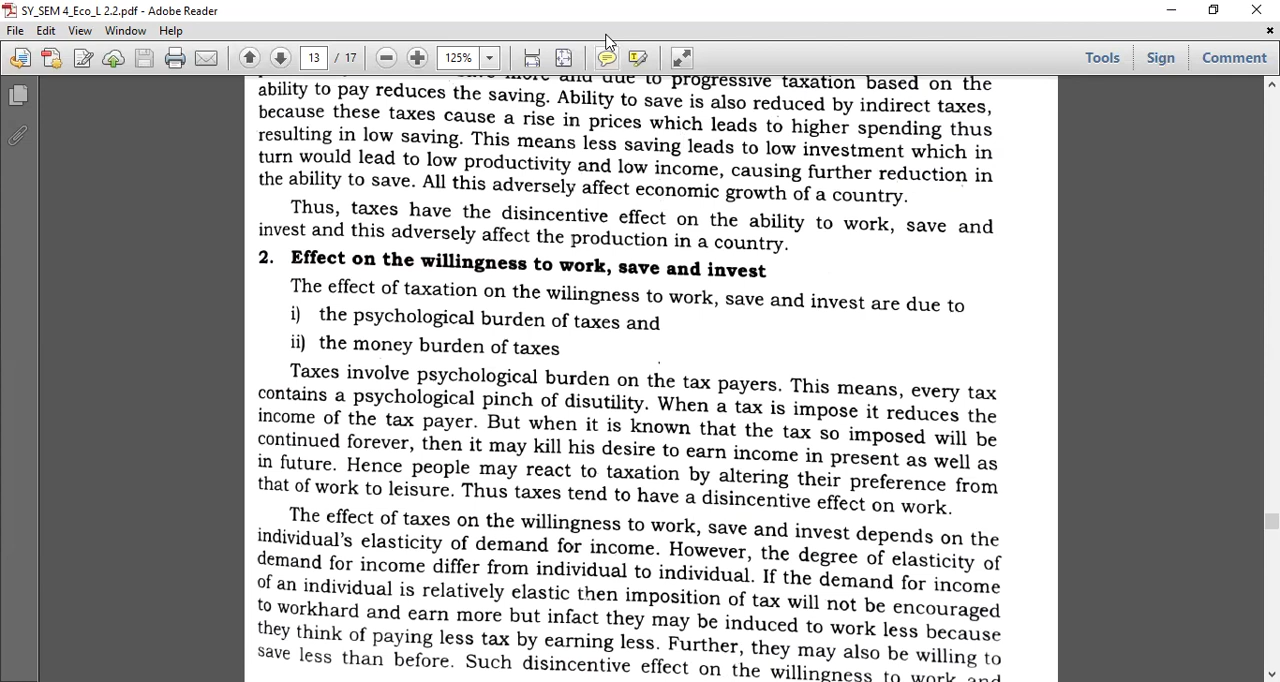 SY_SEM 4_Eco_L 2.2.pdf - Adobe Reader
File Edit View Window Help
13 / 17 125% Tools Sign Comment
more and due to progressive taxation based on the
ability to pay reduces the saving. Ability to save is also reduced by indirect taxes,
because these taxes cause a rise in prices which leads to higher spending thus
resulting in low saving. This means less saving leads to low investment which in
turn would lead to low productivity and low income, causing further reduction in
the ability to save. All this adversely affect economic growth of a country.
Thus, taxes have the disincentive effect on the ability to work, save and
invest and this adversely affect the production in a country.
2. Effect on the willingness to work, save and invest
The effect of taxation on the wilingness to work, save and invest are due to
i) the psychological burden of taxes and
ii) the money burden of taxes
Taxes involve psychological burden on the tax payers. This means, every tax
contains a psychological pinch of disutility. When a tax is impose it reduces the
income of the tax payer. But when it is known that the tax so imposed will be
continued forever, then it may kill his desire to earn income in present as well as
in future. Hence people may react to taxation by altering their preference from
that of work to leisure. Thus taxes tend to have a disincentive effect on work.
The effect of taxes on the willingness to work, save and invest depends on the
individual's elasticity of demand for income. However, the degree of elasticity of
demand for income differ from individual to individual. If the demand for income
of an individual is relatively elastic then imposition of tax will not be encouraged
to workhard and earn more but infact they may be induced to work less because
they think of paying less tax by earning less. Further, they may also be willing to
save less than before. Such disincentive effect on the willingness to work and